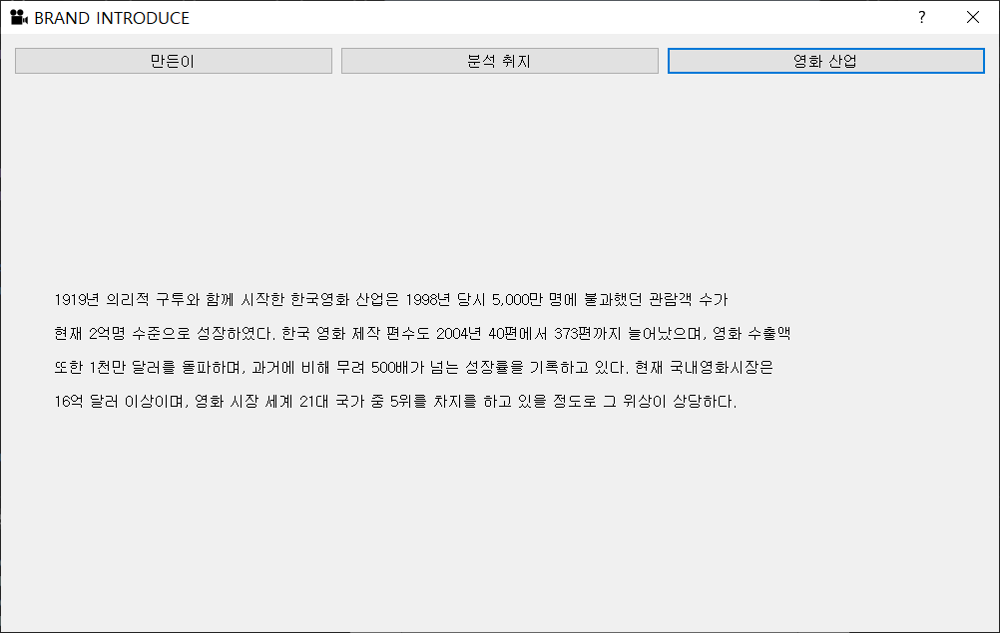 BRAND INTRODUCE
?
만든이
분석 취지
영화 산업
1919년 의리적 구투와 함께 시작한 한국영화 산업은 1998년 당시 5,000만 명에 불과했던 관람객 수가
현재 2억명 수준으로 성장하였다. 한국 영화 제작 편수도 2004년 40편에서 373편까지 늘어났으며, 영화 수출액
또한 1천만 달러를 돌파하며, 과거에 비해 무려 500배가 넘는 성장률을 기록하고 있다. 현재 국내영화시장은
16억 달러 이상이며, 영화 시장 세계 21대 국가 중 5위를 차지를 하고 있을 정도로 그 위상이 상당하다.